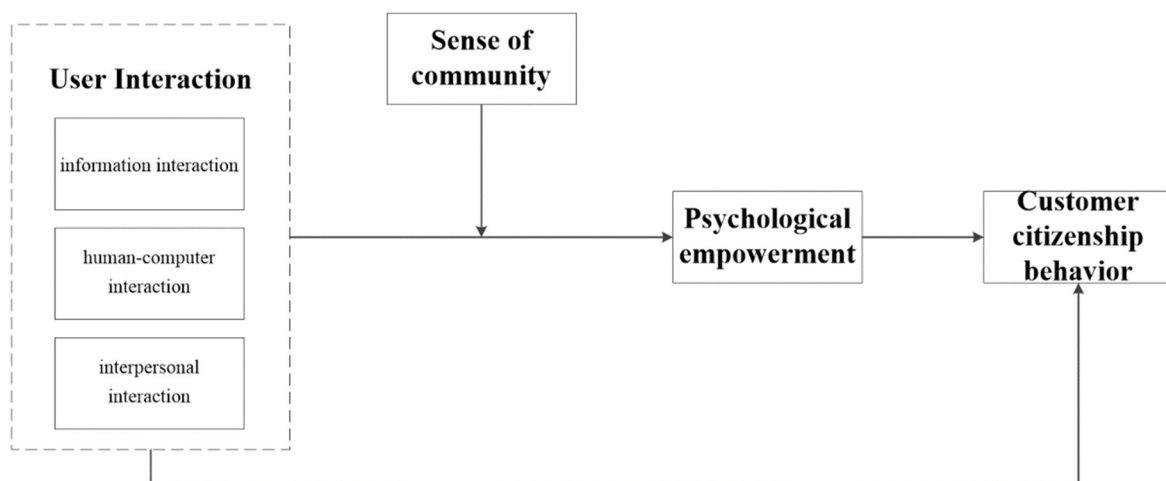 User Interaction
information interaction
human-computer
interaction
interpersonal
interaction
Sense of
community
Psychological
empowerment
Customer
citizenship
behavior